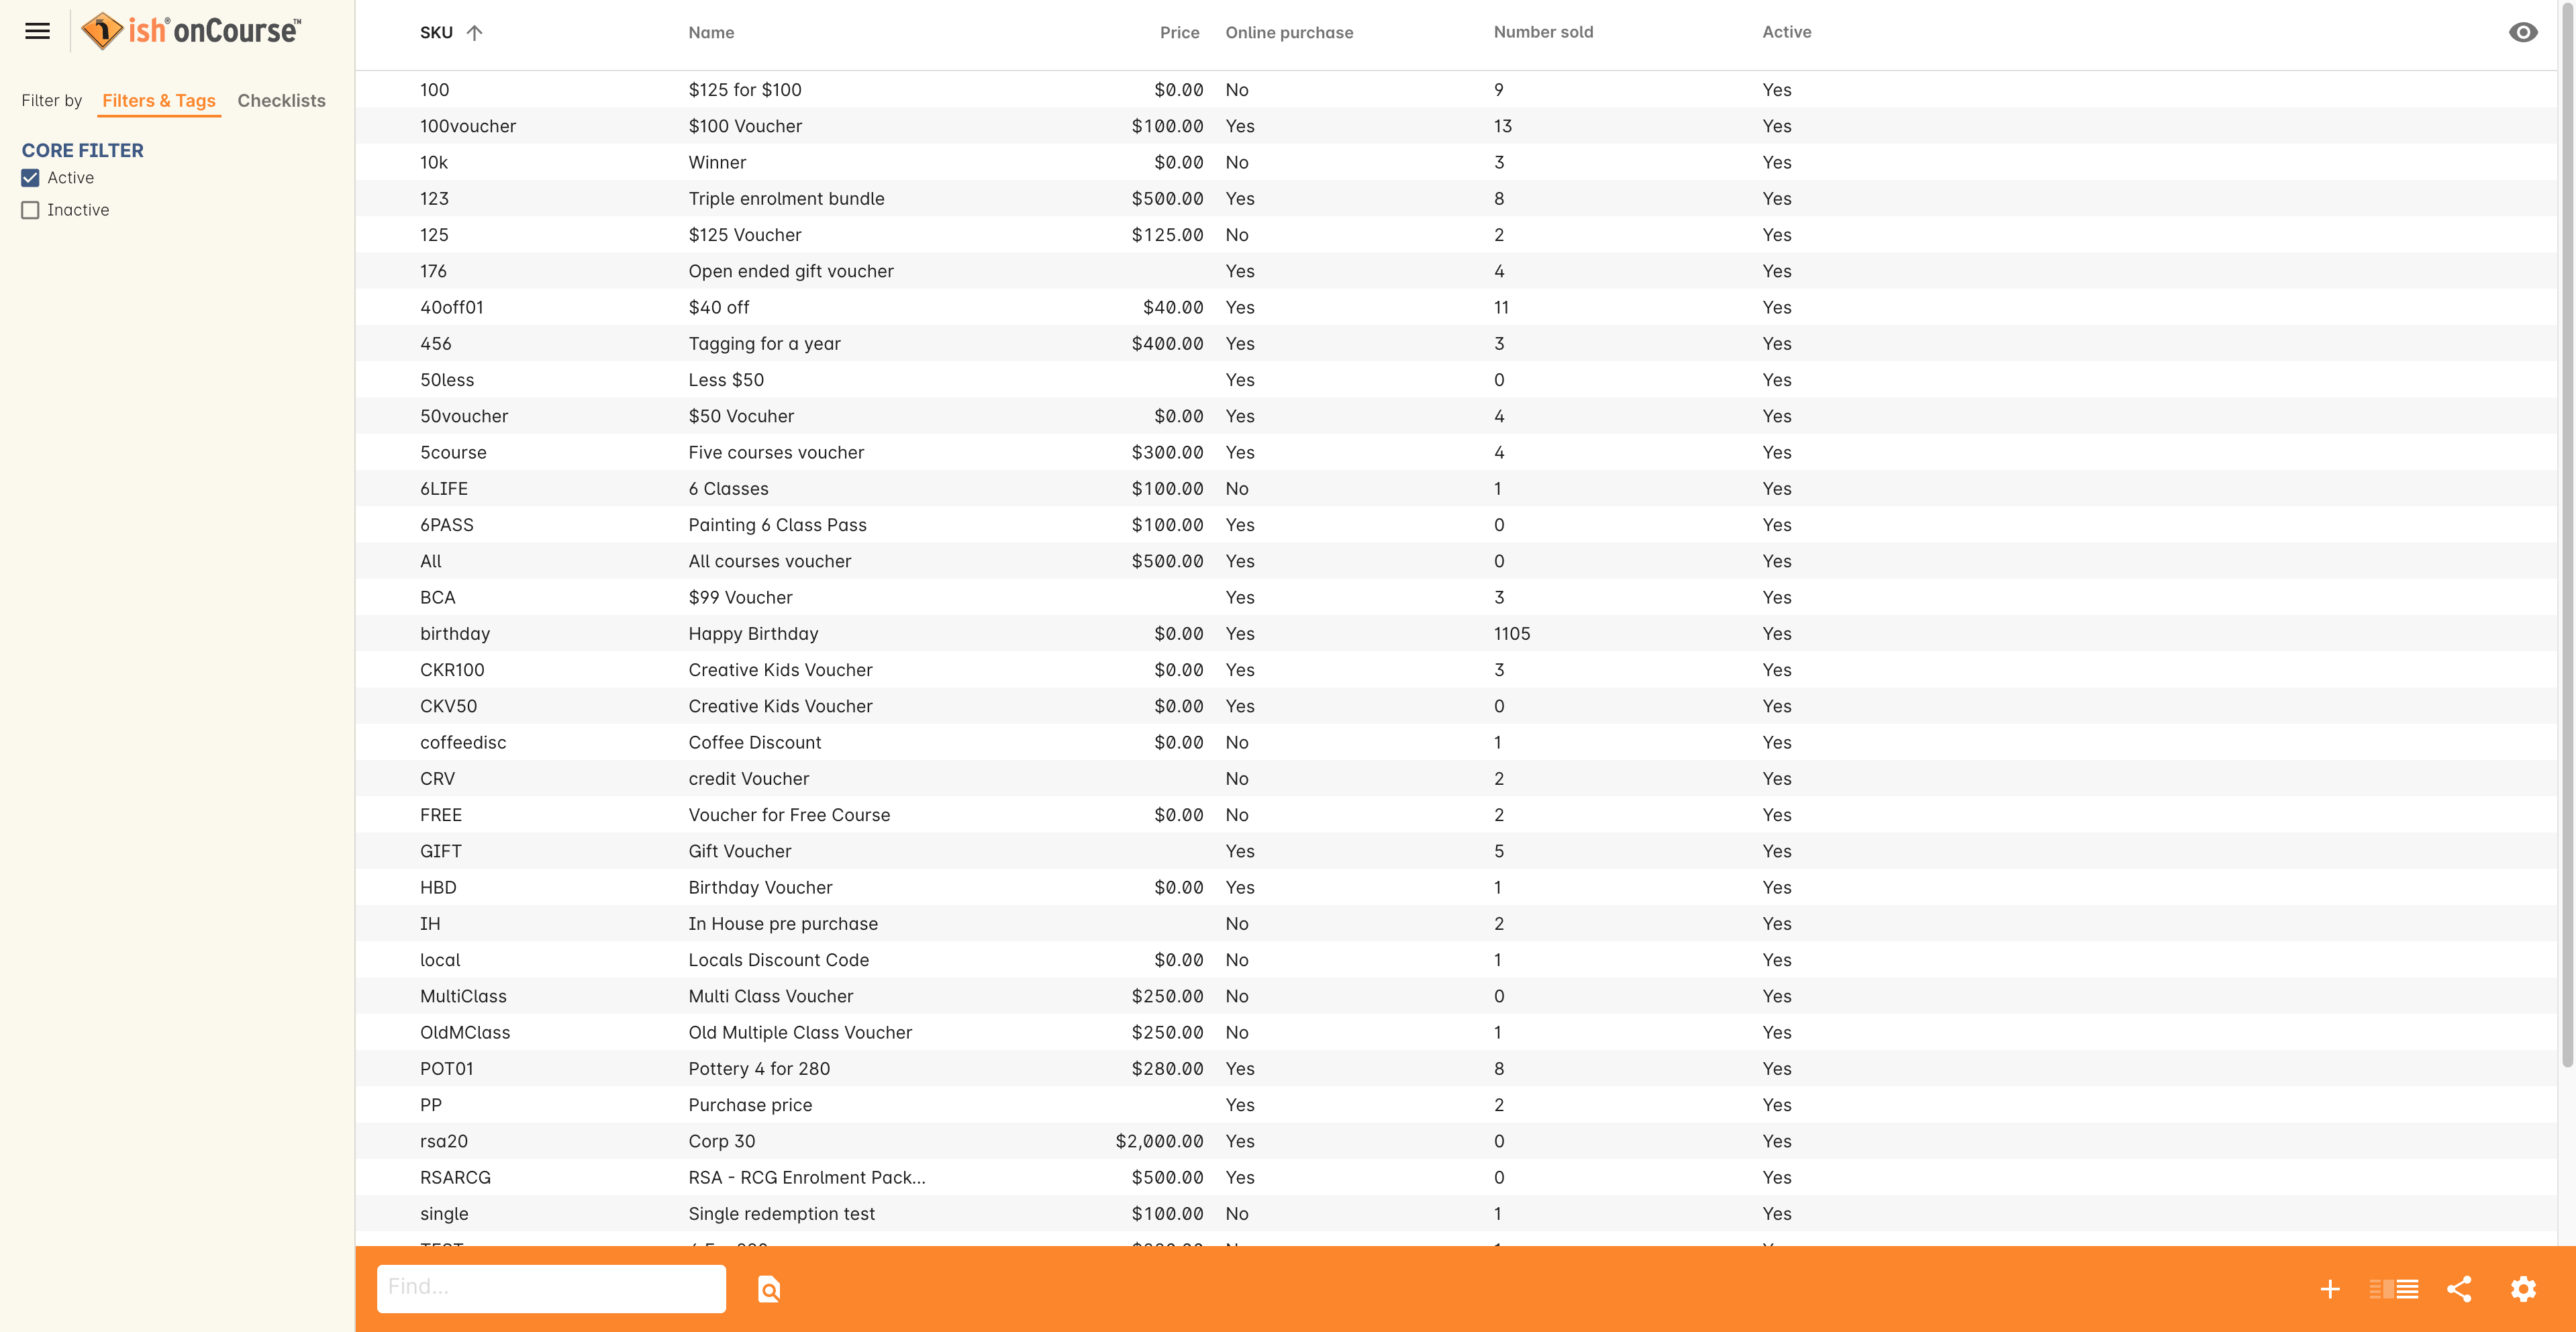 ish® onCourse™
Filter by Filters & Tags Checklists
CORE FILTER
Active
Inactive
SKU Name Price Online purchase Number sold Active
100 $125 for $100 $0.00 No 9 Yes
100voucher $100 Voucher $100.00 Yes 13 Yes
10k Winner $0.00 No 3 Yes
123 Triple enrolment bundle $500.00 Yes 8 Yes
125 $125 Voucher $125.00 No 2 Yes
176 Open ended gift voucher Yes 4 Yes
40off01 $40 off $40.00 Yes 11 Yes
456 Tagging for a year $400.00 Yes 3 Yes
50less Less $50 Yes 0 Yes
50voucher $50 Vocuher $0.00 Yes 4 Yes
5course Five courses voucher $300.00 Yes 4 Yes
6LIFE 6 Classes $100.00 No 1 Yes
6PASS Painting 6 Class Pass $100.00 Yes 0 Yes
All All courses voucher $500.00 Yes 0 Yes
BCA $99 Voucher Yes 3 Yes
birthday Happy Birthday $0.00 Yes 1105 Yes
CKR100 Creative Kids Voucher $0.00 Yes 3 Yes
CKV50 Creative Kids Voucher $0.00 Yes 0 Yes
coffeedisc Coffee Discount $0.00 No 1 Yes
CRV credit Voucher No 2 Yes
FREE Voucher for Free Course $0.00 No 2 Yes
GIFT Gift Voucher Yes 5 Yes
HBD Birthday Voucher $0.00 Yes 1 Yes
IH In House pre purchase No 2 Yes
local Locals Discount Code $0.00 No 1 Yes
MultiClass Multi Class Voucher $250.00 No 0 Yes
OldMClass Old Multiple Class Voucher $250.00 No 1 Yes
POT01 Pottery 4 for 280 $280.00 Yes 8 Yes
PP Purchase price Yes 2 Yes
rsa20 Corp 30 $2,000.00 Yes 0 Yes
RSARCG RSA - RCG Enrolment Pack... $500.00 Yes 0 Yes
single Single redemption test $100.00 No 1 Yes
Find...